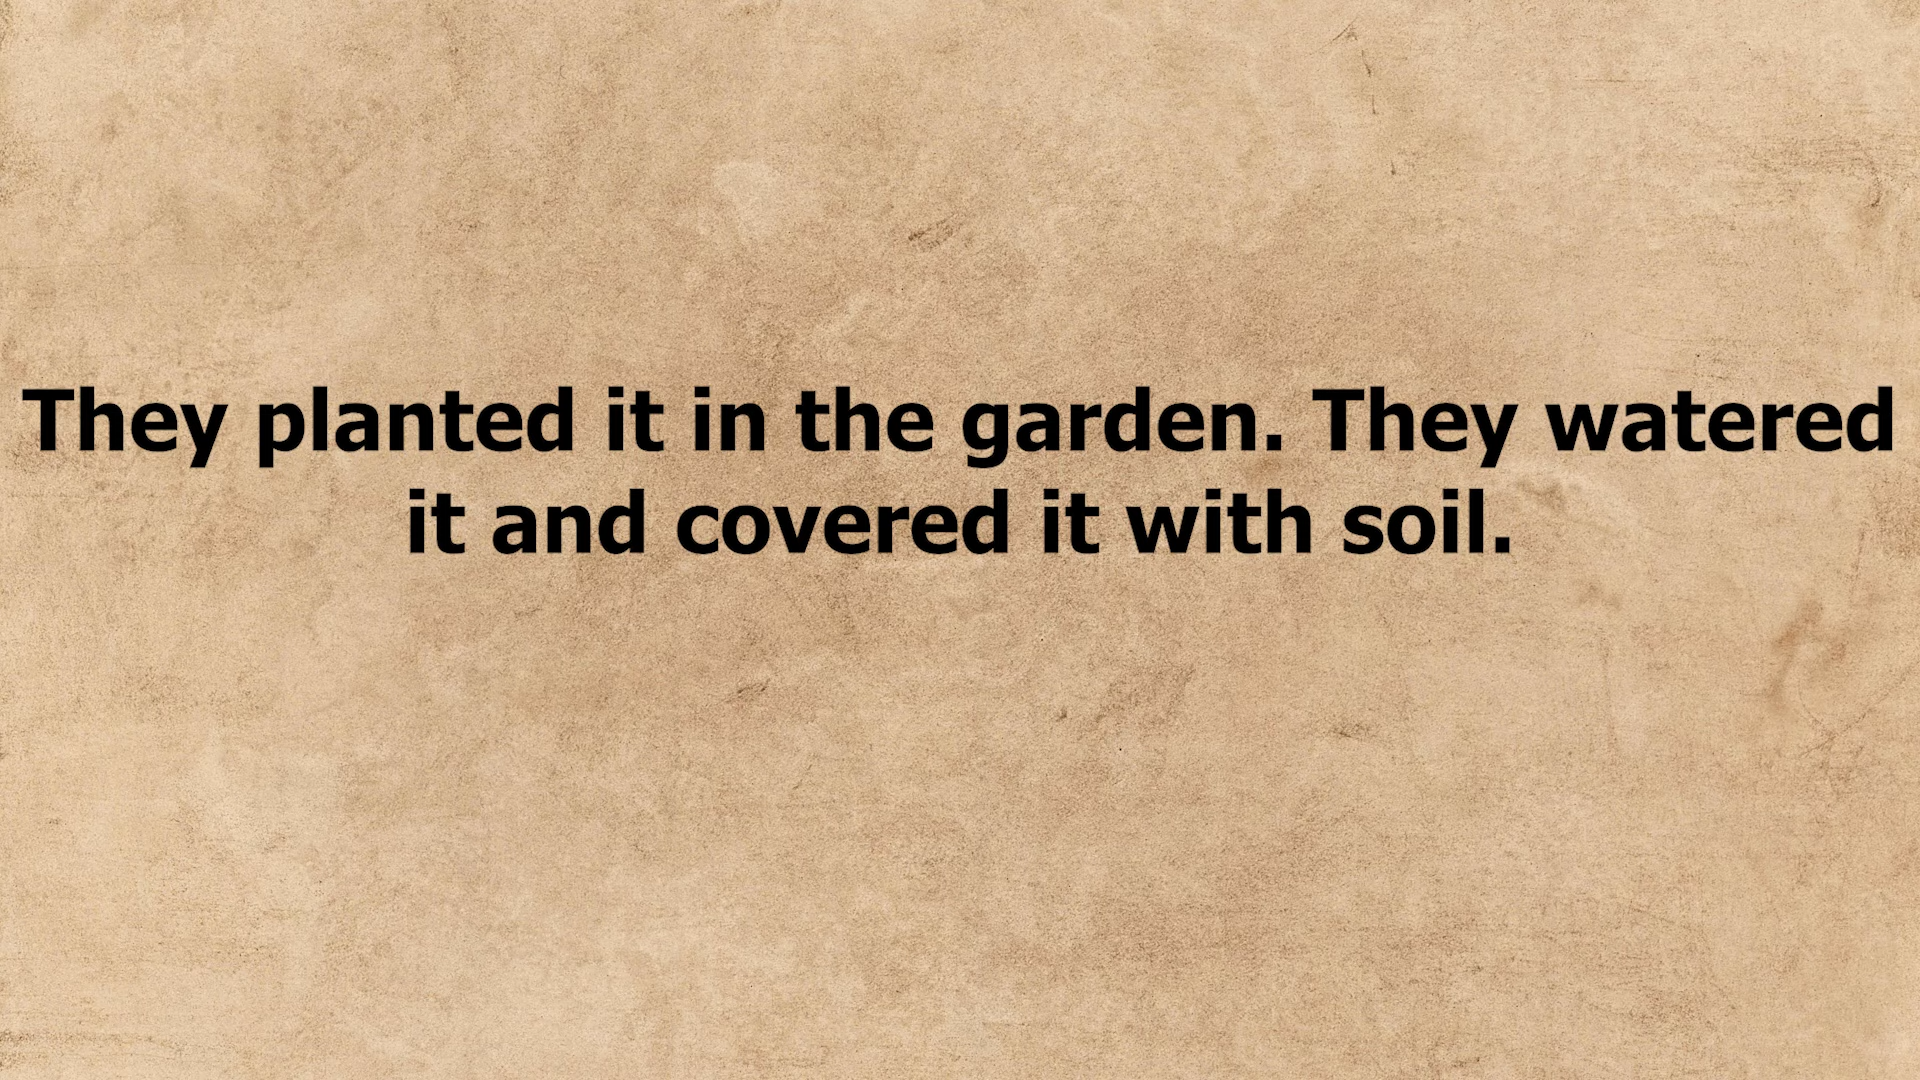 They planted it in the garden. They watered
it and covered it with soil.